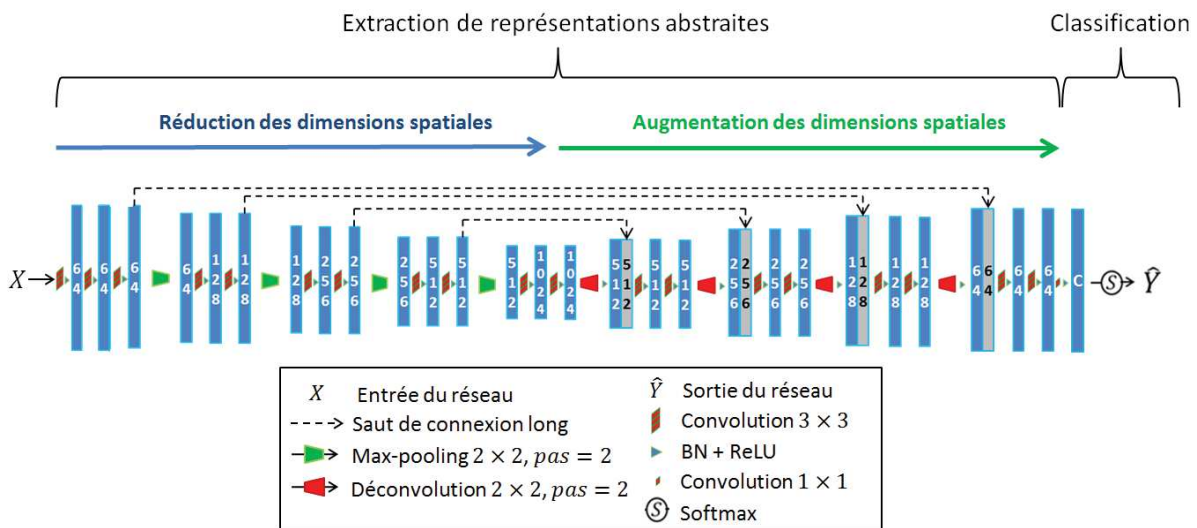 Extraction de représentations abstraites
Classification
Réduction des dimensions spatiales
Augmentation des dimensions spatiales
X
64
64
64
64
128
128
128
256
256
256
512
512
512
1024
1024
512
512
512
512
256
256
256
256
128
128
128
128
64
64
64
64
C
S
Ŷ
X Entrée du réseau
Saut de connexion long
Max-pooling 2 × 2, pas = 2
Déconvolution 2 × 2, pas = 2
Ŷ Sortie du réseau
Convolution 3 × 3
BN + ReLU
Convolution 1 × 1
S Softmax